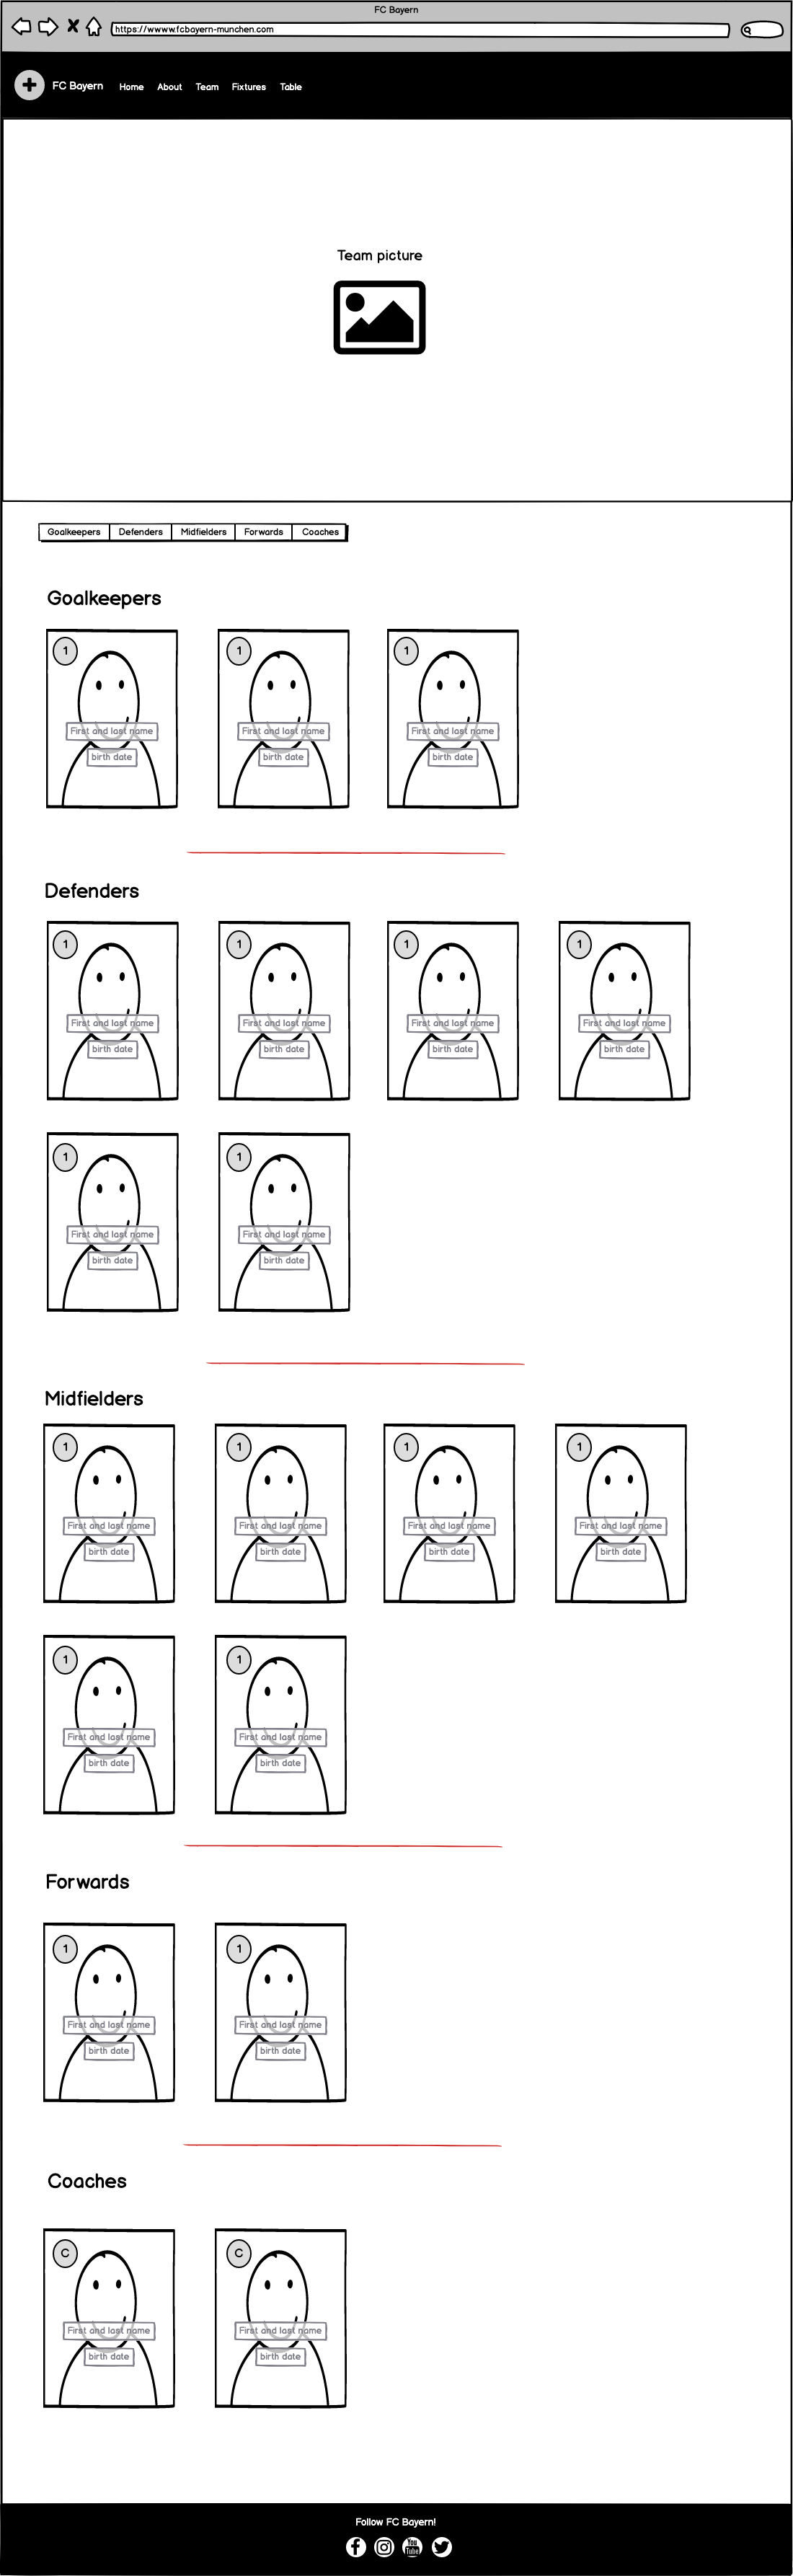 FC Bayern
https://wwww.fcbayern-munchen.com
FC Bayern Home About Team Fixtures Table
Team picture
Goalkeepers Defenders Midfielders Forwards Coaches
Goalkeepers
1 1 1
First and last name First and last name First and last name
birth date birth date birth date
Defenders
1 1 1 1
First and last name First and last name First and last name First and last name
birth date birth date birth date birth date
1 1
First and last name First and last name
birth date birth date
Midfielders
1 1 1 1
First and last name First and last name First and last name First and last name
birth date birth date birth date birth date
1 1
First and last name First and last name
birth date birth date
Forwards
1 1
First and last name First and last name
birth date birth date
Coaches
C C
First and last name First and last name
birth date birth date
Follow FC Bayern!
You
Tube